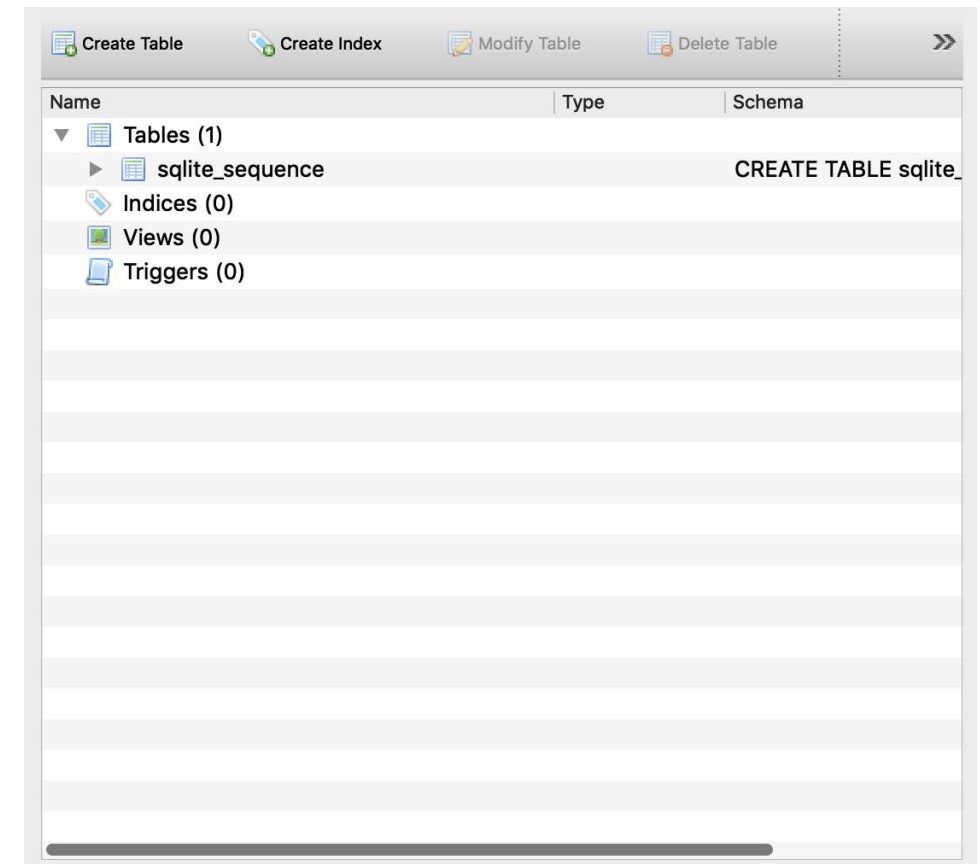 Create Table Create Index Modify Table Delete Table »
Name Type Schema
Tables (1)
sqlite_sequence CREATE TABLE sqlite_
Indices (0)
Views (0)
Triggers (0)